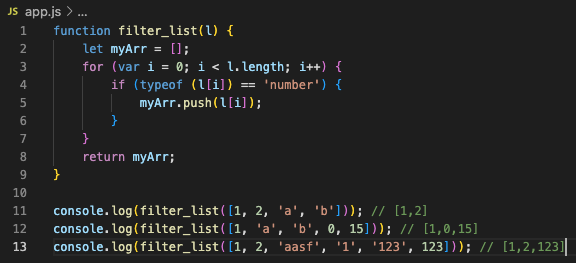 JS app.js > ...
1 function filter_list(l) {
2     let myArr = [];
3     for (var i = 0; i < l.length; i++) {
4         if (typeof (l[i]) == 'number') {
5             myArr.push(l[i]);
6         }
7     }
8     return myArr;
9 }
10
11 console.log(filter_list([1, 2, 'a', 'b'])); // [1,2]
12 console.log(filter_list([1, 'a', 'b', 0, 15])); // [1,0,15]
13 console.log(filter_list([1, 2, 'aasf', '1', '123', 123])); // [1,2,123]